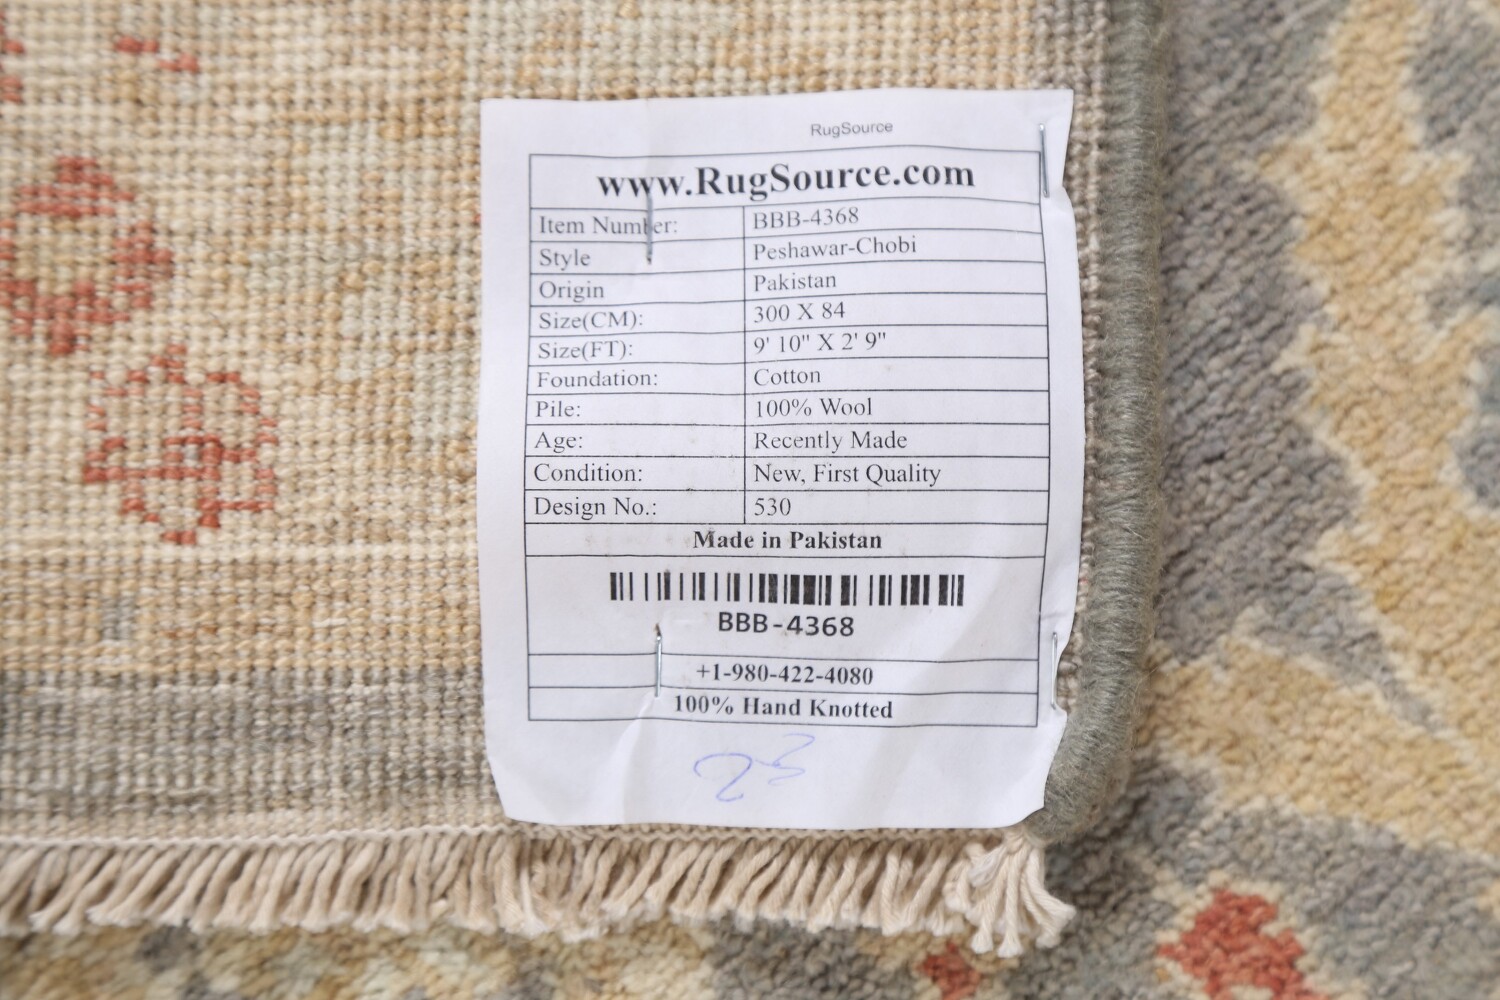 RugSource
www.RugSource.com
Item Number: BBB-4368
Style Peshawar-Chobi
Origin Pakistan
Size(CM): 300 X 84
Size(FT): 9' 10" X 2' 9"
Foundation: Cotton
Pile: 100% Wool
Age: Recently Made
Condition: New, First Quality
Design No.: 530
Made in Pakistan
BBB-4368
+1-980-422-4080
100% Hand Knotted